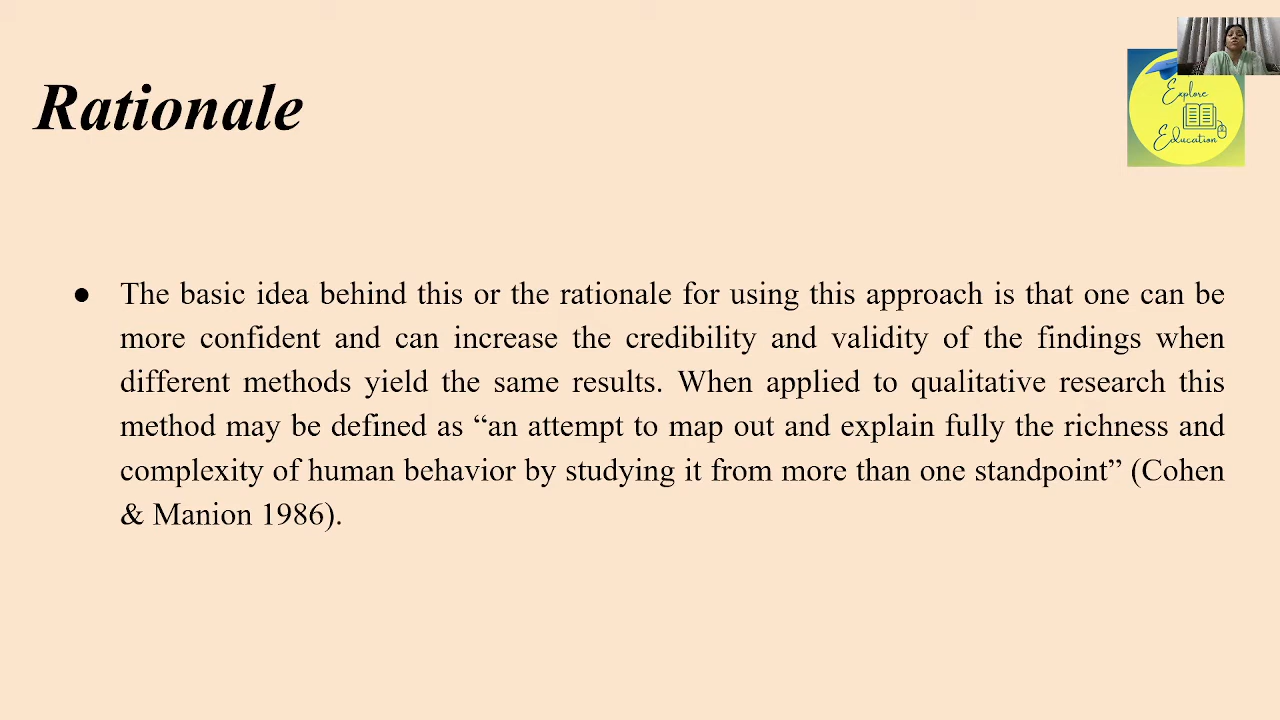 Rationale
Explore
Education
● The basic idea behind this or the rationale for using this approach is that one can be
more confident and can increase the credibility and validity of the findings when
different methods yield the same results. When applied to qualitative research this
method may be defined as “an attempt to map out and explain fully the richness and
complexity of human behavior by studying it from more than one standpoint” (Cohen
& Manion 1986).